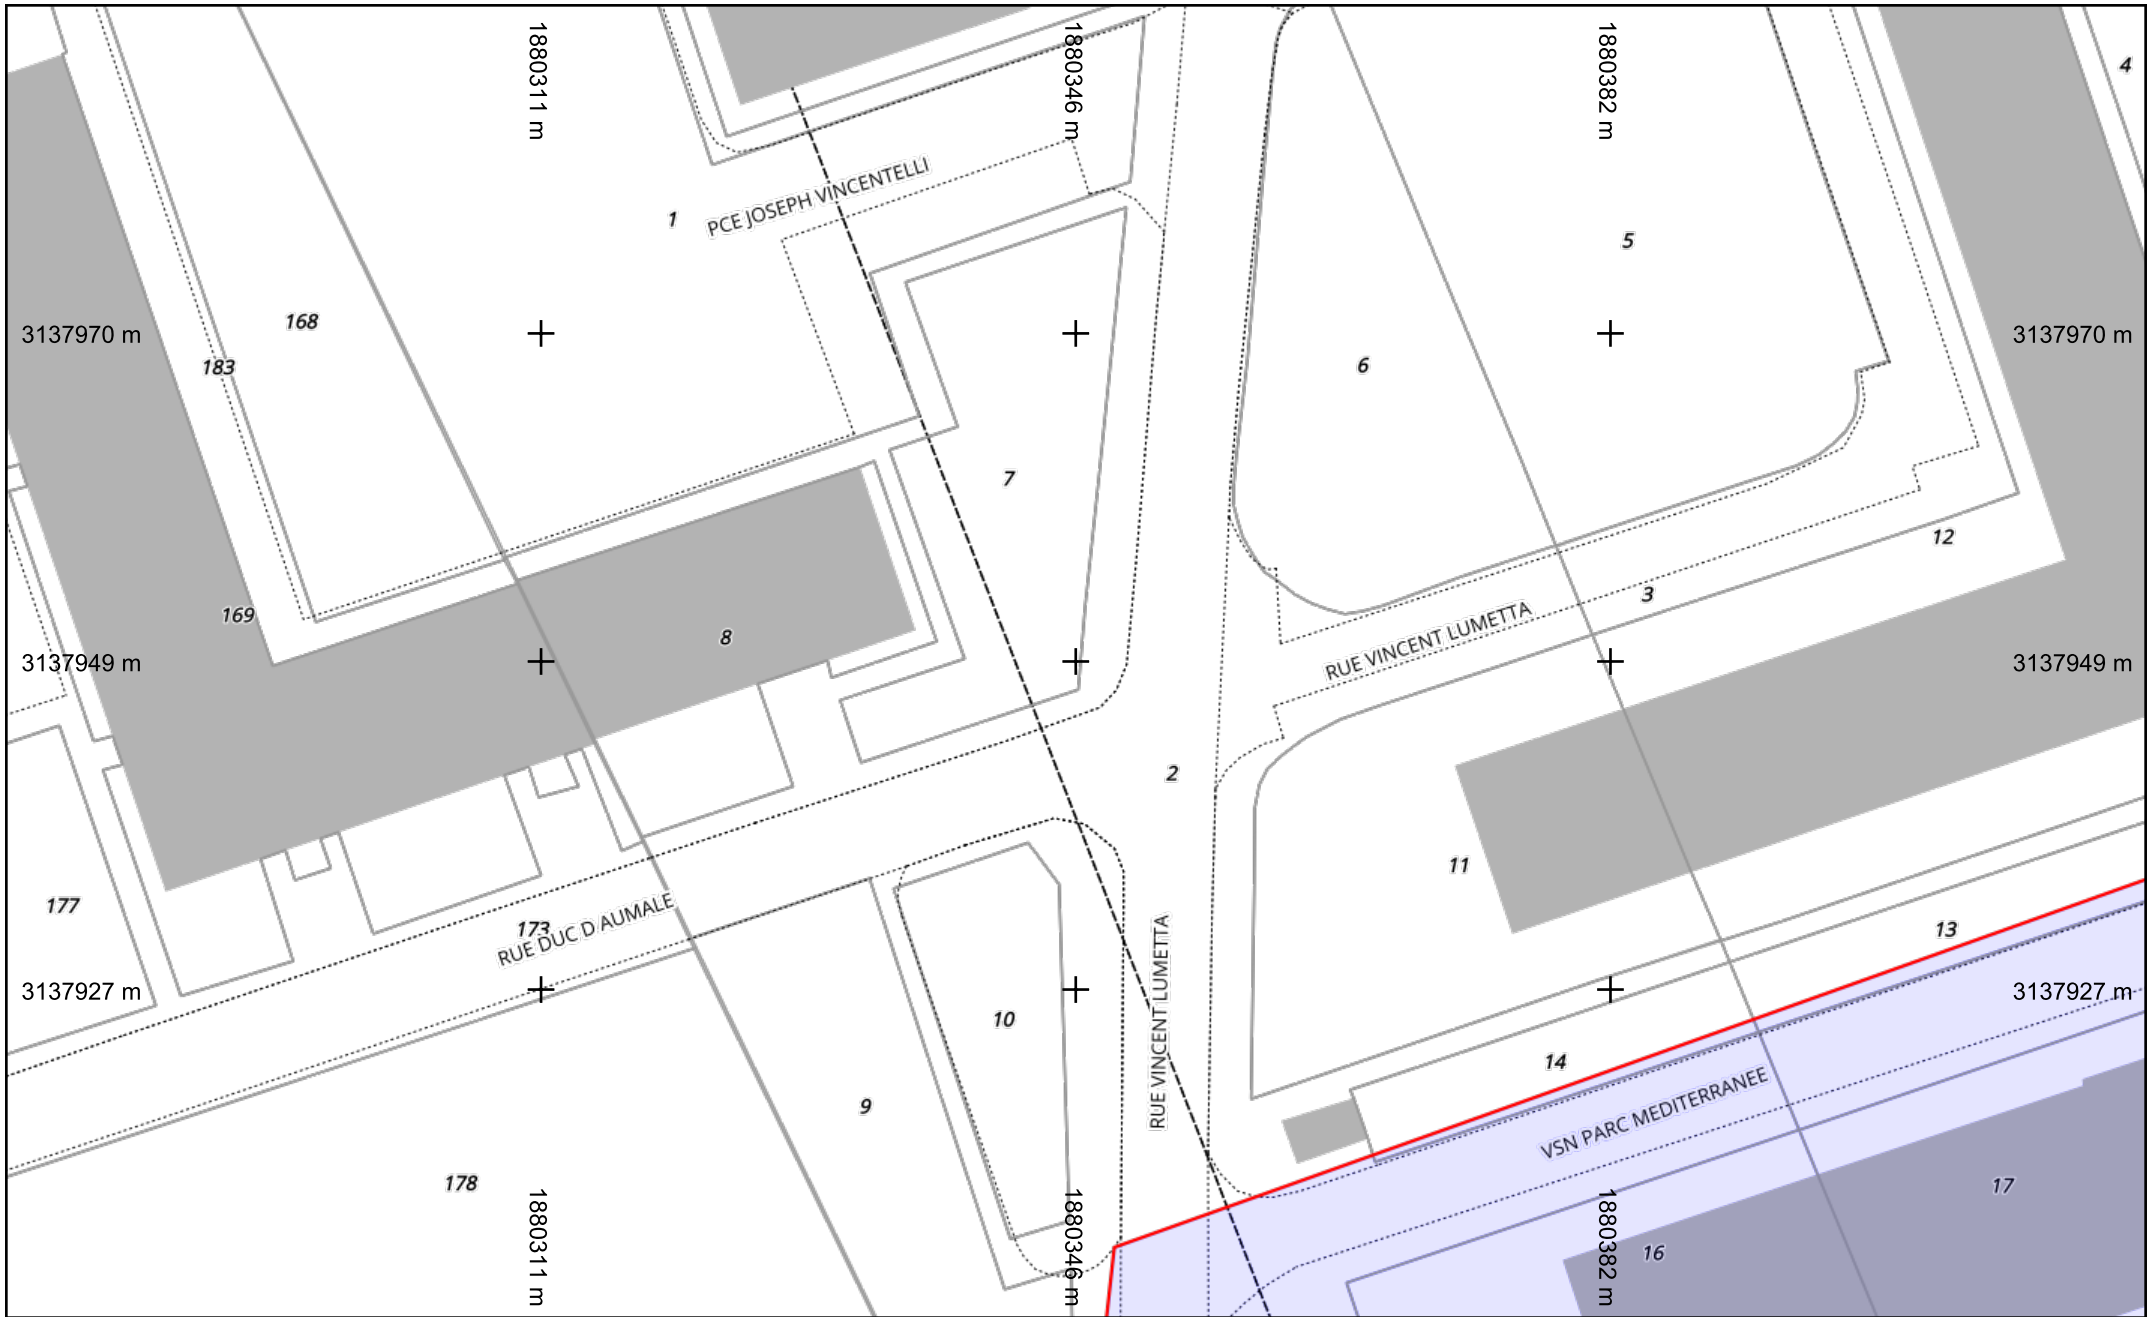 1880311 m
1880346 m
1880382 m
4
PCE JOSEPH VINCENTELLI
1
5
168
3137970 m
3137970 m
183
6
7
12
3
169
RUE VINCENT LUMETTA
8
3137949 m
3137949 m
2
11
177
173
RUE DUC D AUMALE
13
3137927 m
3137927 m
10
RUE VINCENT LUMETTA
14
9
VSN PARC MEDITERRANEE
178
17
16
1880311 m
1880346 m
1880382 m